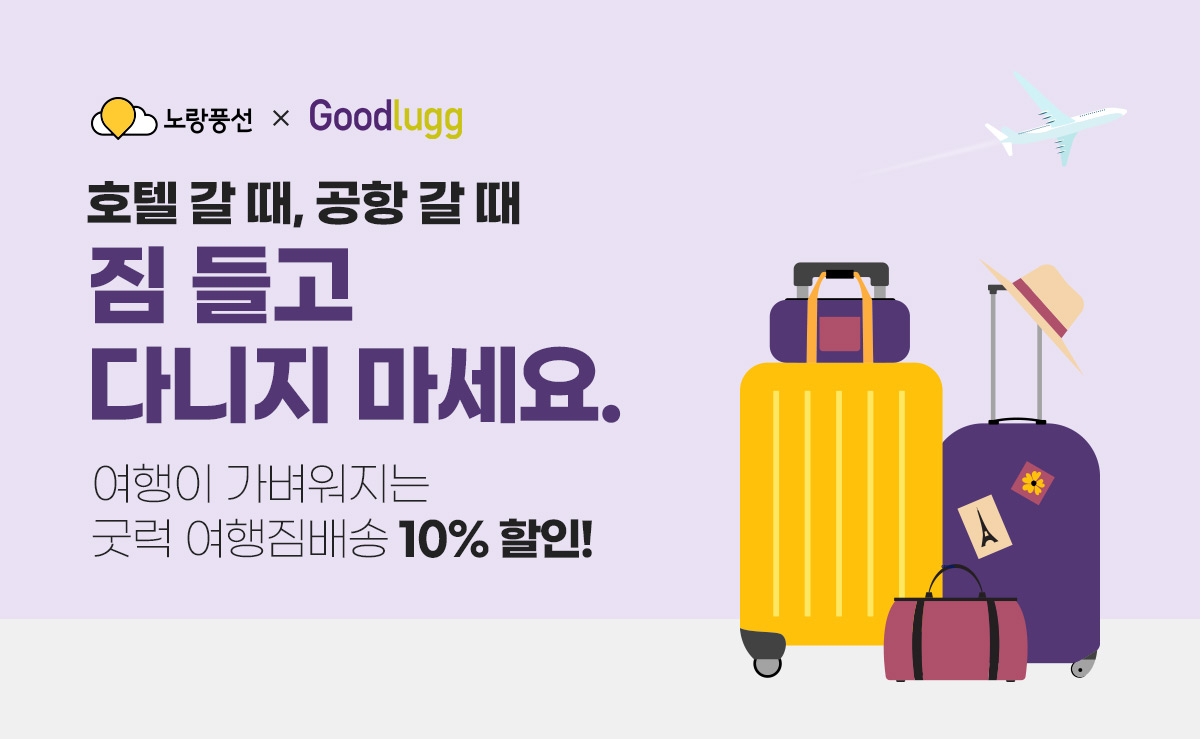 노랑풍선 × Goodlugg
호텔 갈 때, 공항 갈 때
짐 들고
다니지 마세요.
여행이 가벼워지는
굿럭 여행짐배송 10% 할인!